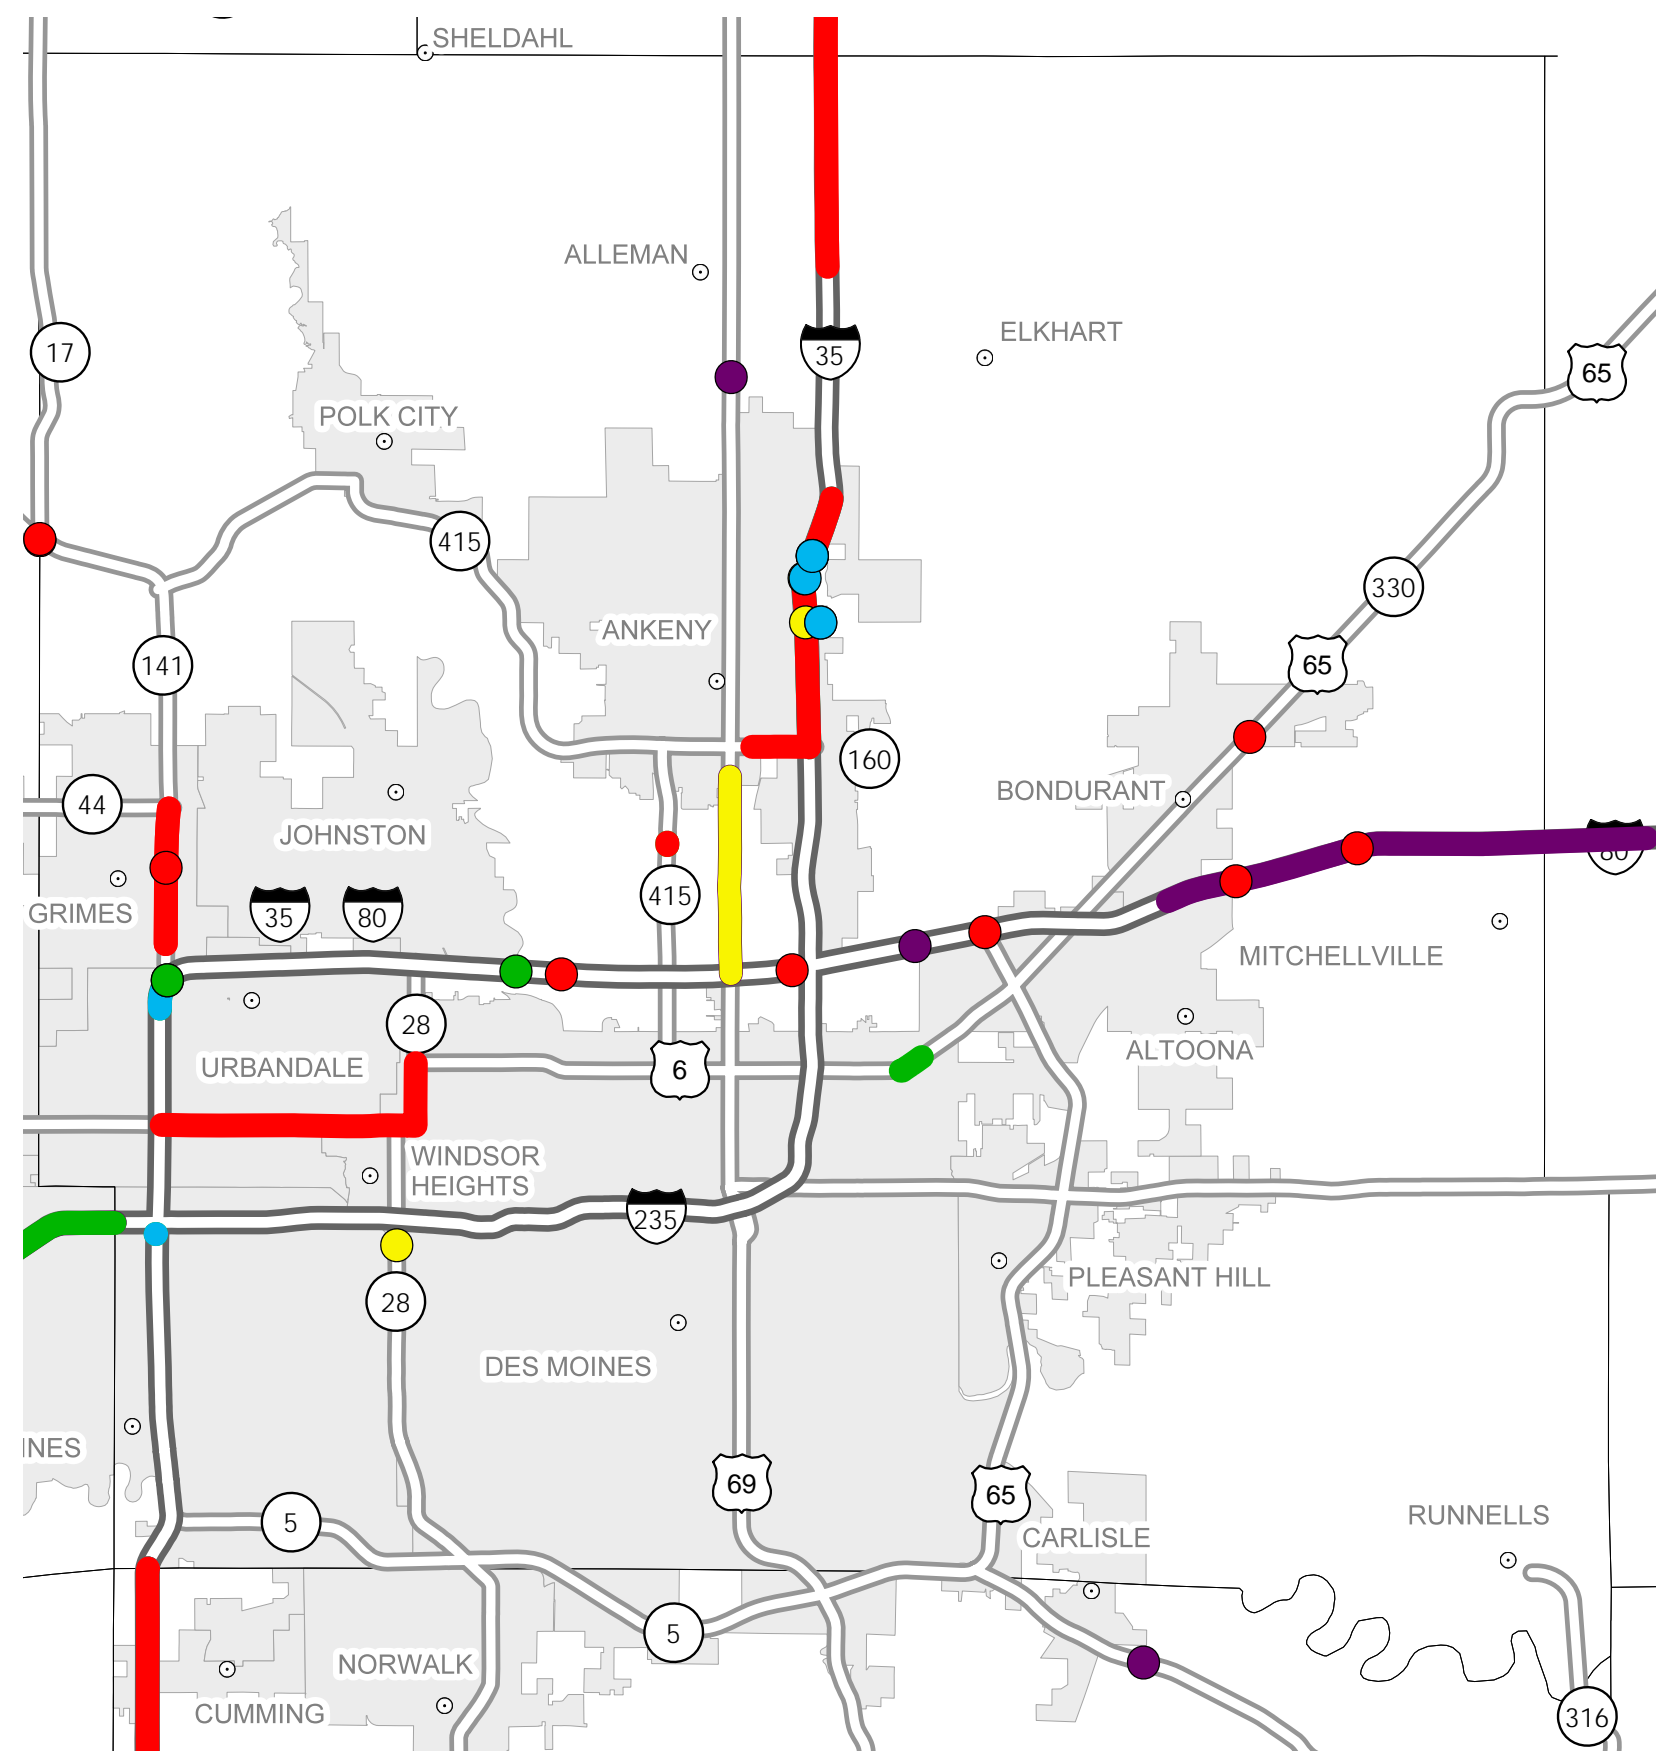 SHELDAHL
ALLEMAN
35
ELKHART
17
65
POLK CITY
415
330
ANKENY
141
65
160
44
BONDURANT
JOHNSTON
80
415
35
80
GRIMES
MITCHELLVILLE
28
URBANDALE
6
ALTOONA
WINDSOR
HEIGHTS
235
PLEASANT HILL
28
DES MOINES
INES
69
65
5
CARLISLE
RUNNELLS
5
NORWALK
CUMMING
316